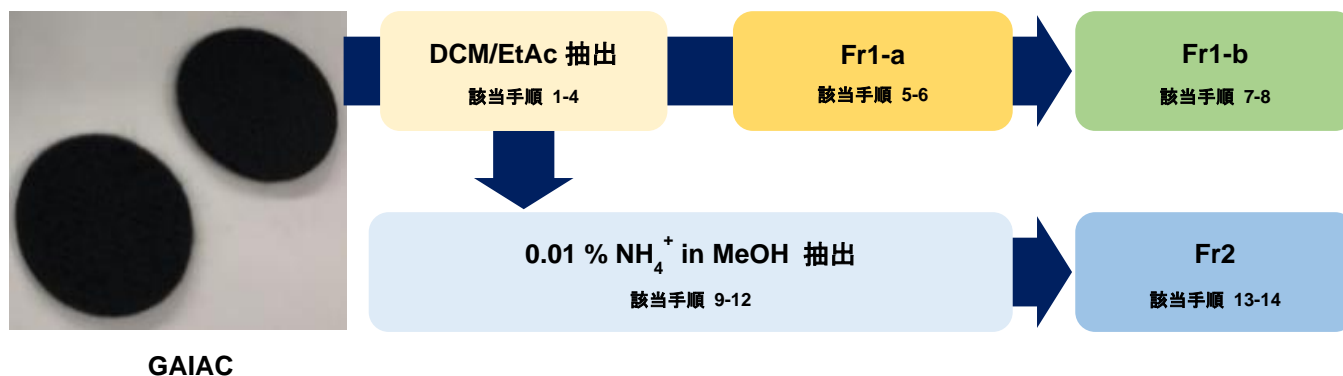 DCM/EtAc 抽出
該当手順 1-4
Fr1-a
該当手順 5-6
Fr1-b
該当手順 7-8
0.01 % NH₄⁺ in MeOH 抽出
該当手順 9-12
Fr2
該当手順 13-14
GAIAC